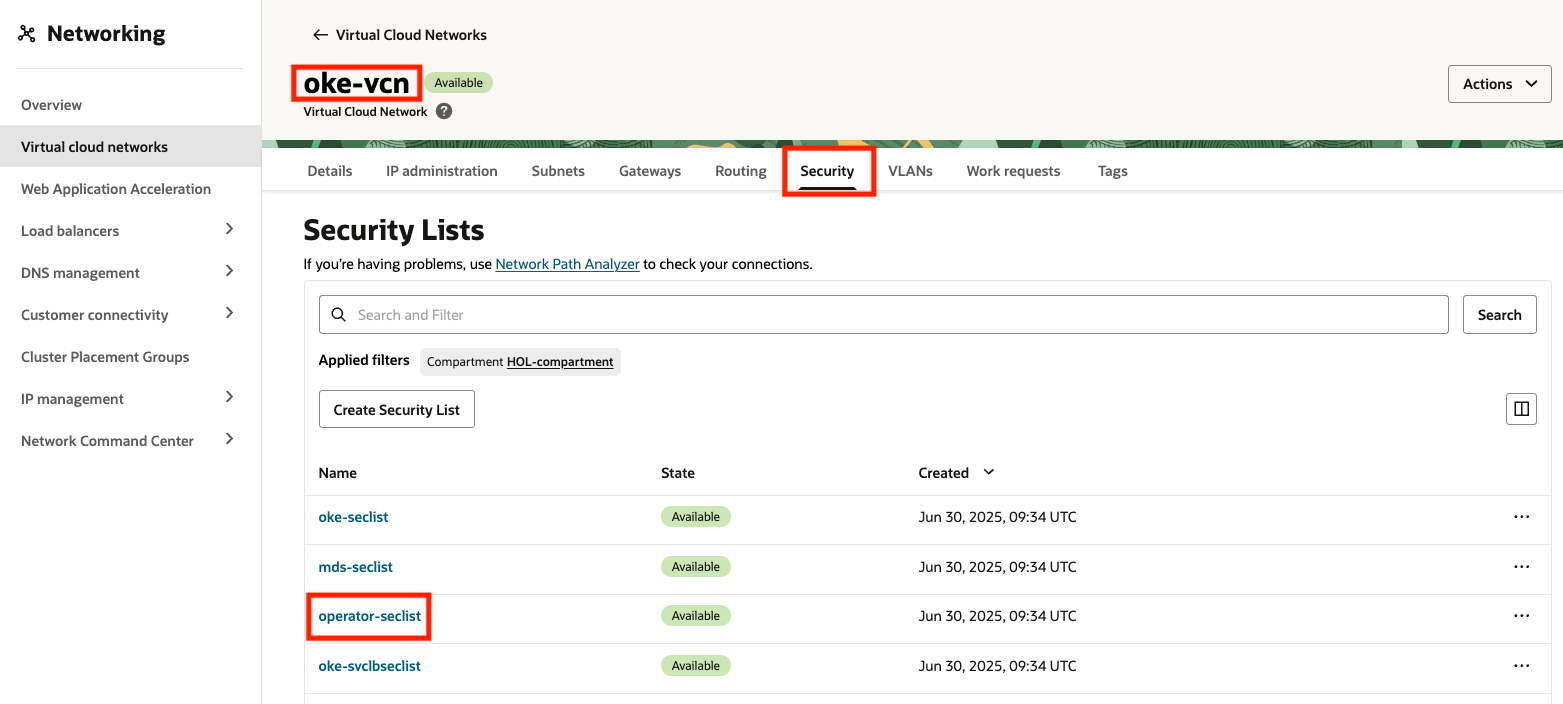 Networking
Overview
Virtual cloud networks
Web Application Acceleration
Load balancers
DNS management
Customer connectivity
Cluster Placement Groups
IP management
Network Command Center
← Virtual Cloud Networks
oke-vcn Available
Virtual Cloud Network ?
Actions
Details IP administration Subnets Gateways Routing Security VLANs Work requests Tags
Security Lists
If you're having problems, use Network Path Analyzer to check your connections.
Search and Filter Search
Applied filters Compartment HOL-compartment
Create Security List
Name State Created
oke-seclist Available Jun 30, 2025, 09:34 UTC
mds-seclist Available Jun 30, 2025, 09:34 UTC
operator-seclist Available Jun 30, 2025, 09:34 UTC
oke-svclbseclist Available Jun 30, 2025, 09:34 UTC